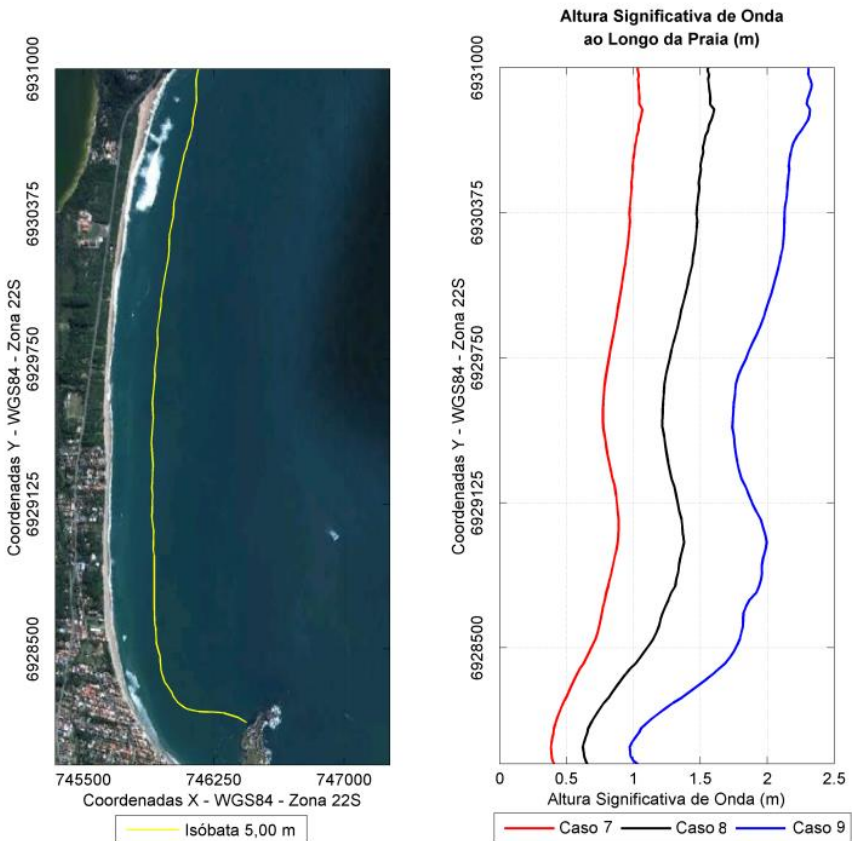 Coordenadas Y - WGS84 - Zona 22S
6931000
6930375
6929750
6929125
6928500
745500
746250
747000
Coordenadas X - WGS84 - Zona 22S
Isóbata 5,00 m
Altura Significativa de Onda
ao Longo da Praia (m)
Coordenadas Y - WGS84 - Zona 22S
6931000
6930375
6929750
6929125
6928500
0
0.5
1
1.5
2
2.5
Altura Significativa de Onda (m)
Caso 7
Caso 8
Caso 9